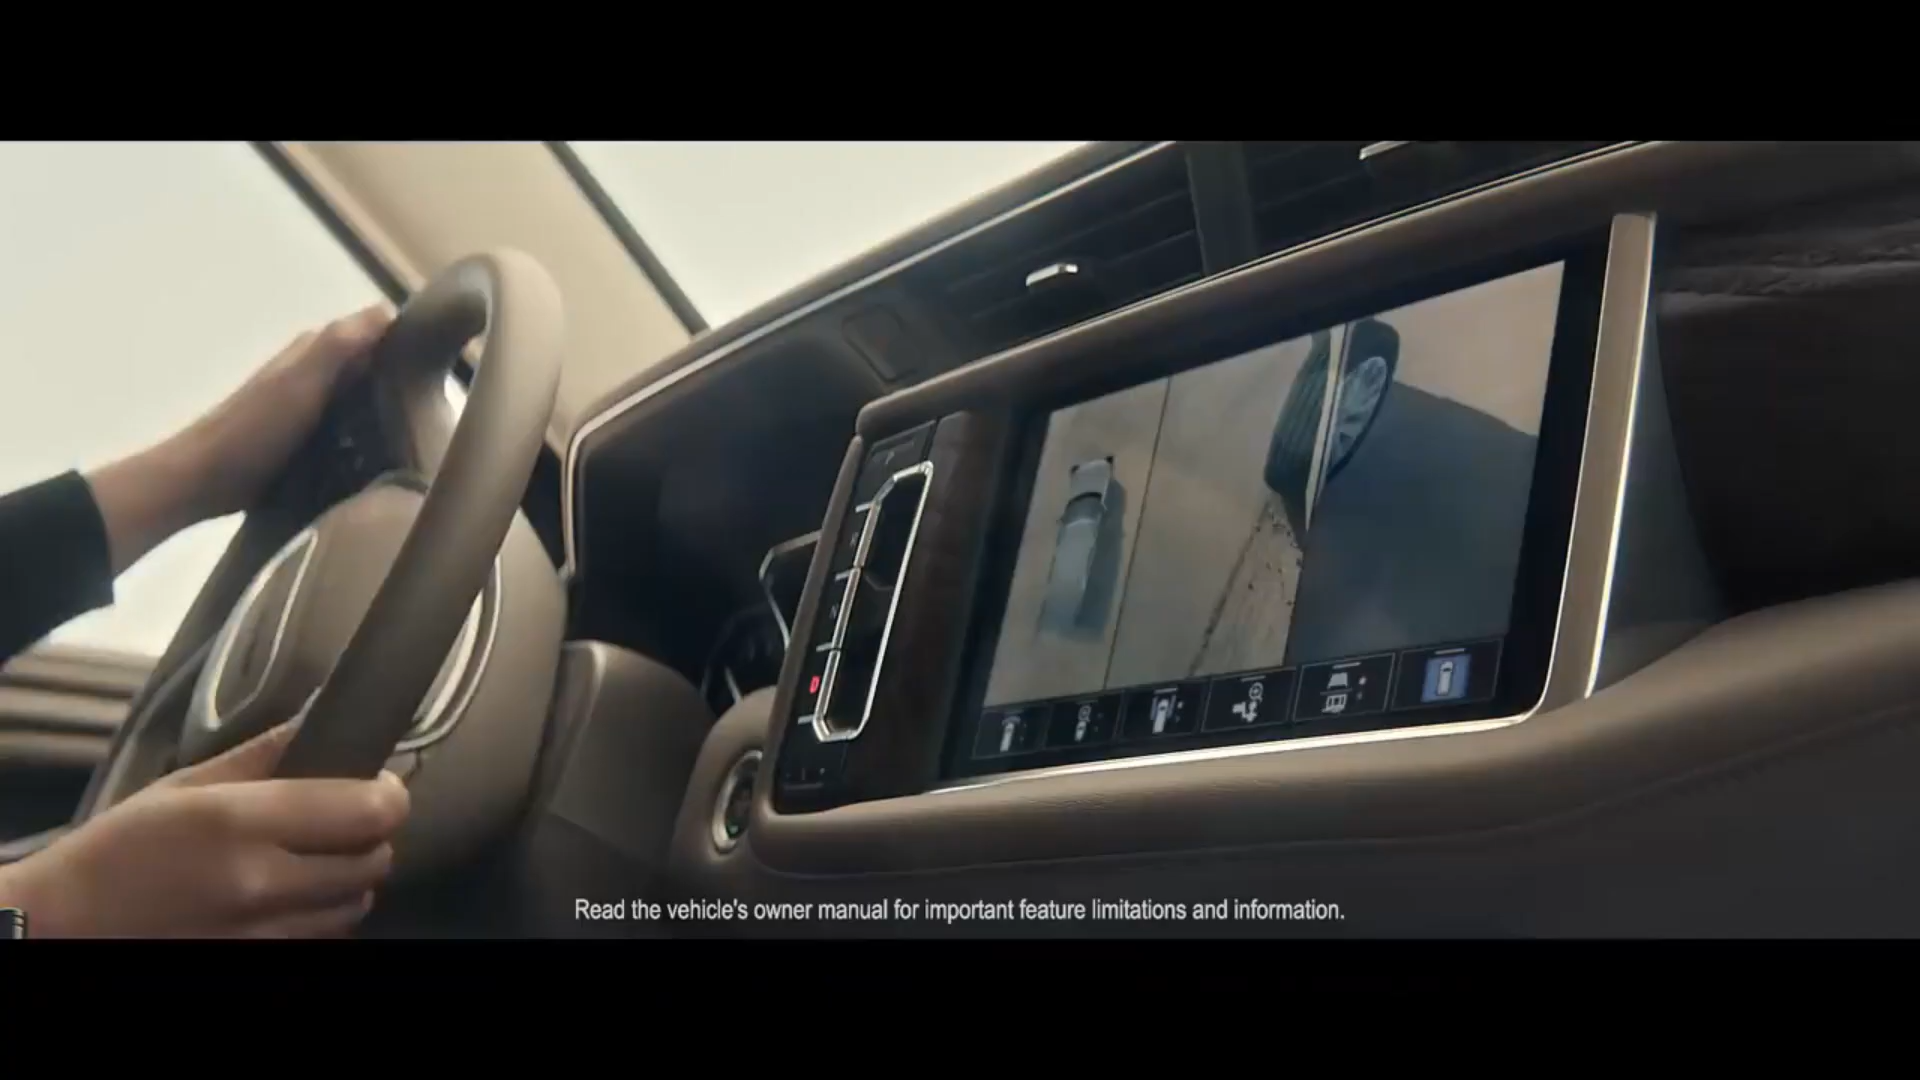 R
N
D
Read the vehicle's owner manual for important feature limitations and information.